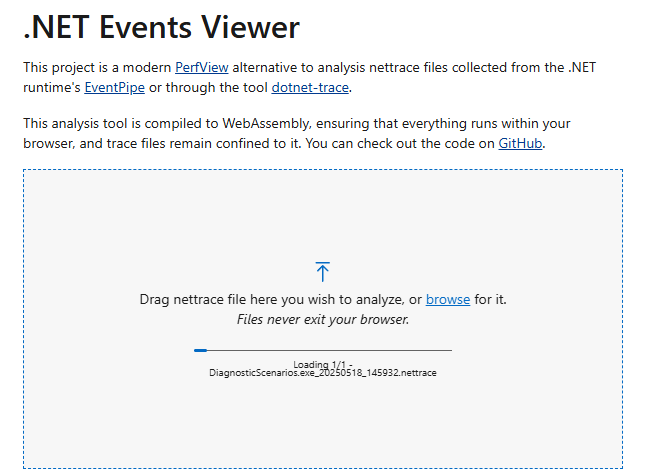 .NET Events Viewer
This project is a modern PerfView alternative to analysis nettrace files collected from the .NET
runtime's EventPipe or through the tool dotnet-trace.
This analysis tool is compiled to WebAssembly, ensuring that everything runs within your
browser, and trace files remain confined to it. You can check out the code on GitHub.
Drag nettrace file here you wish to analyze, or browse for it.
Files never exit your browser.
Loading 1/1 -
DiagnosticScenarios.exe_20250518_145932.nettrace